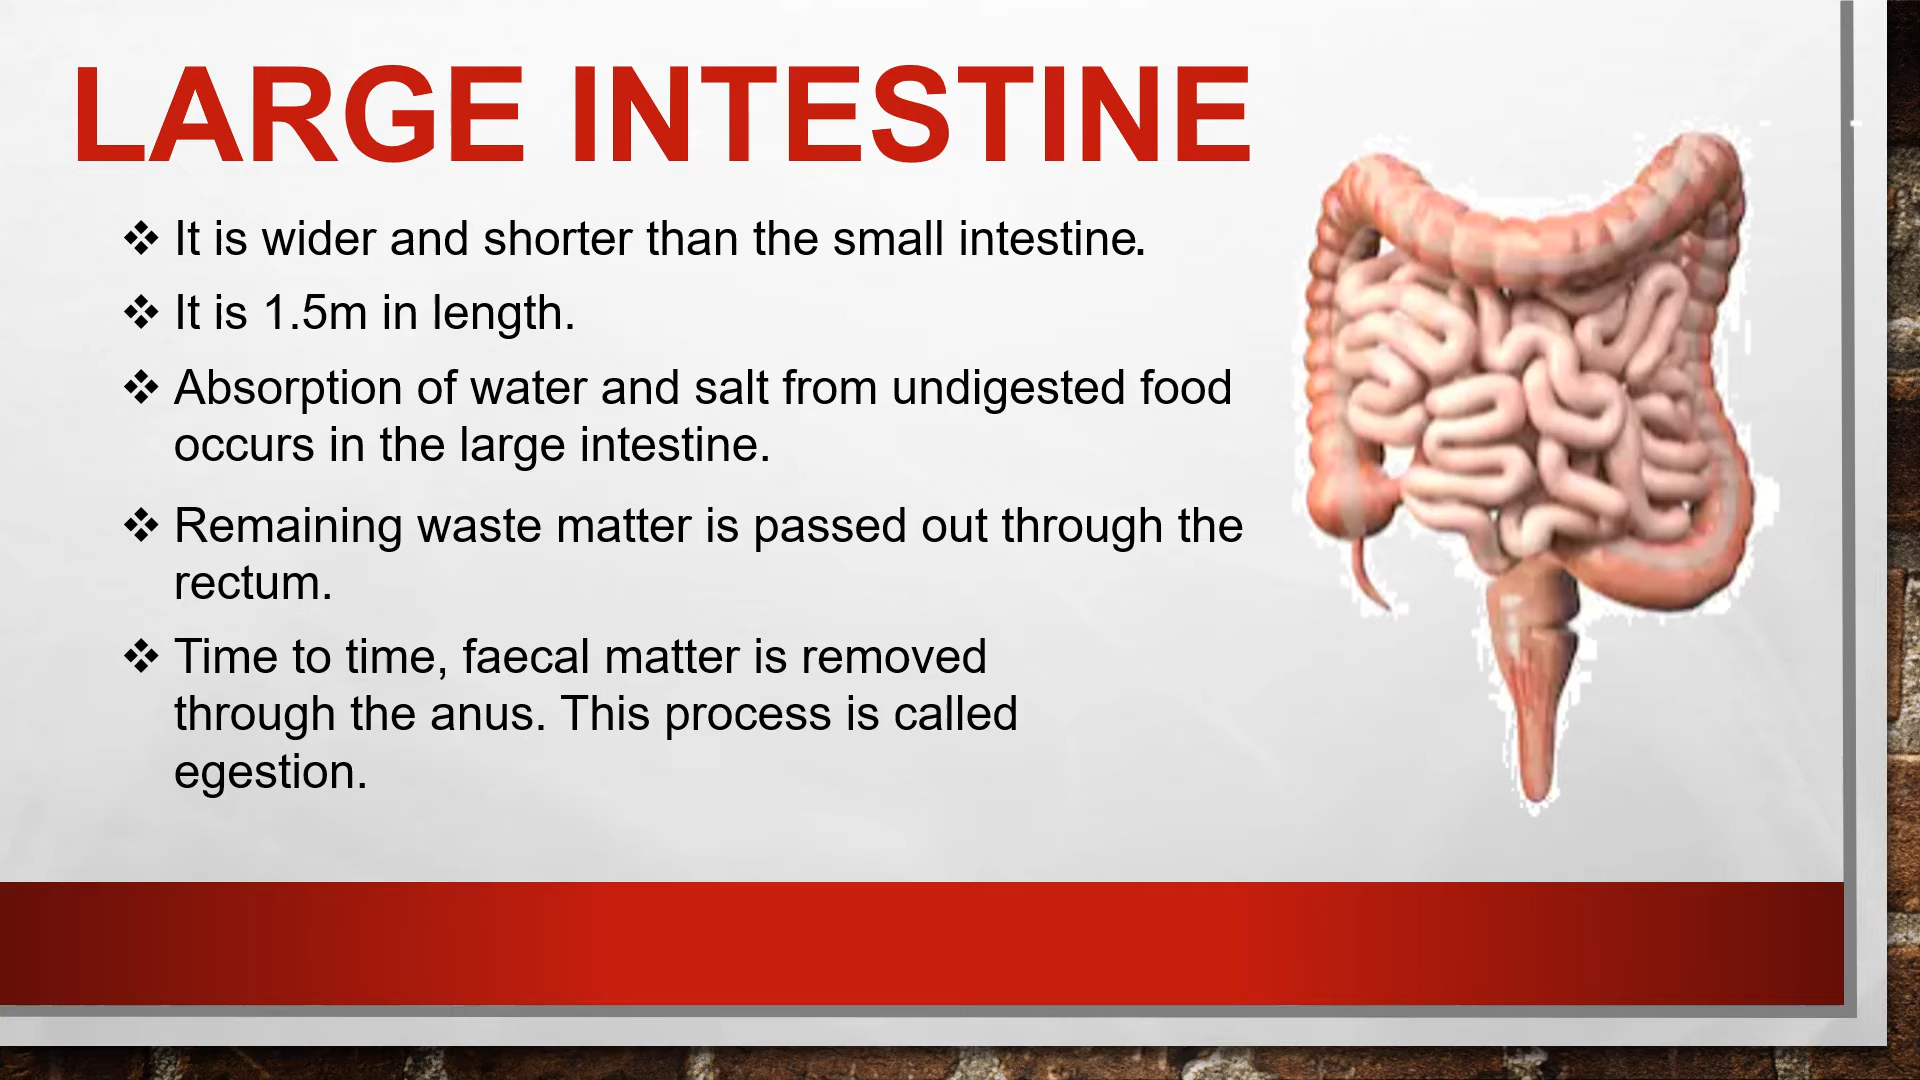 LARGE INTESTINE
❖ It is wider and shorter than the small intestine.
❖ It is 1.5m in length.
❖ Absorption of water and salt from undigested food
occurs in the large intestine.
❖ Remaining waste matter is passed out through the
rectum.
❖ Time to time, faecal matter is removed
through the anus. This process is called
egestion.